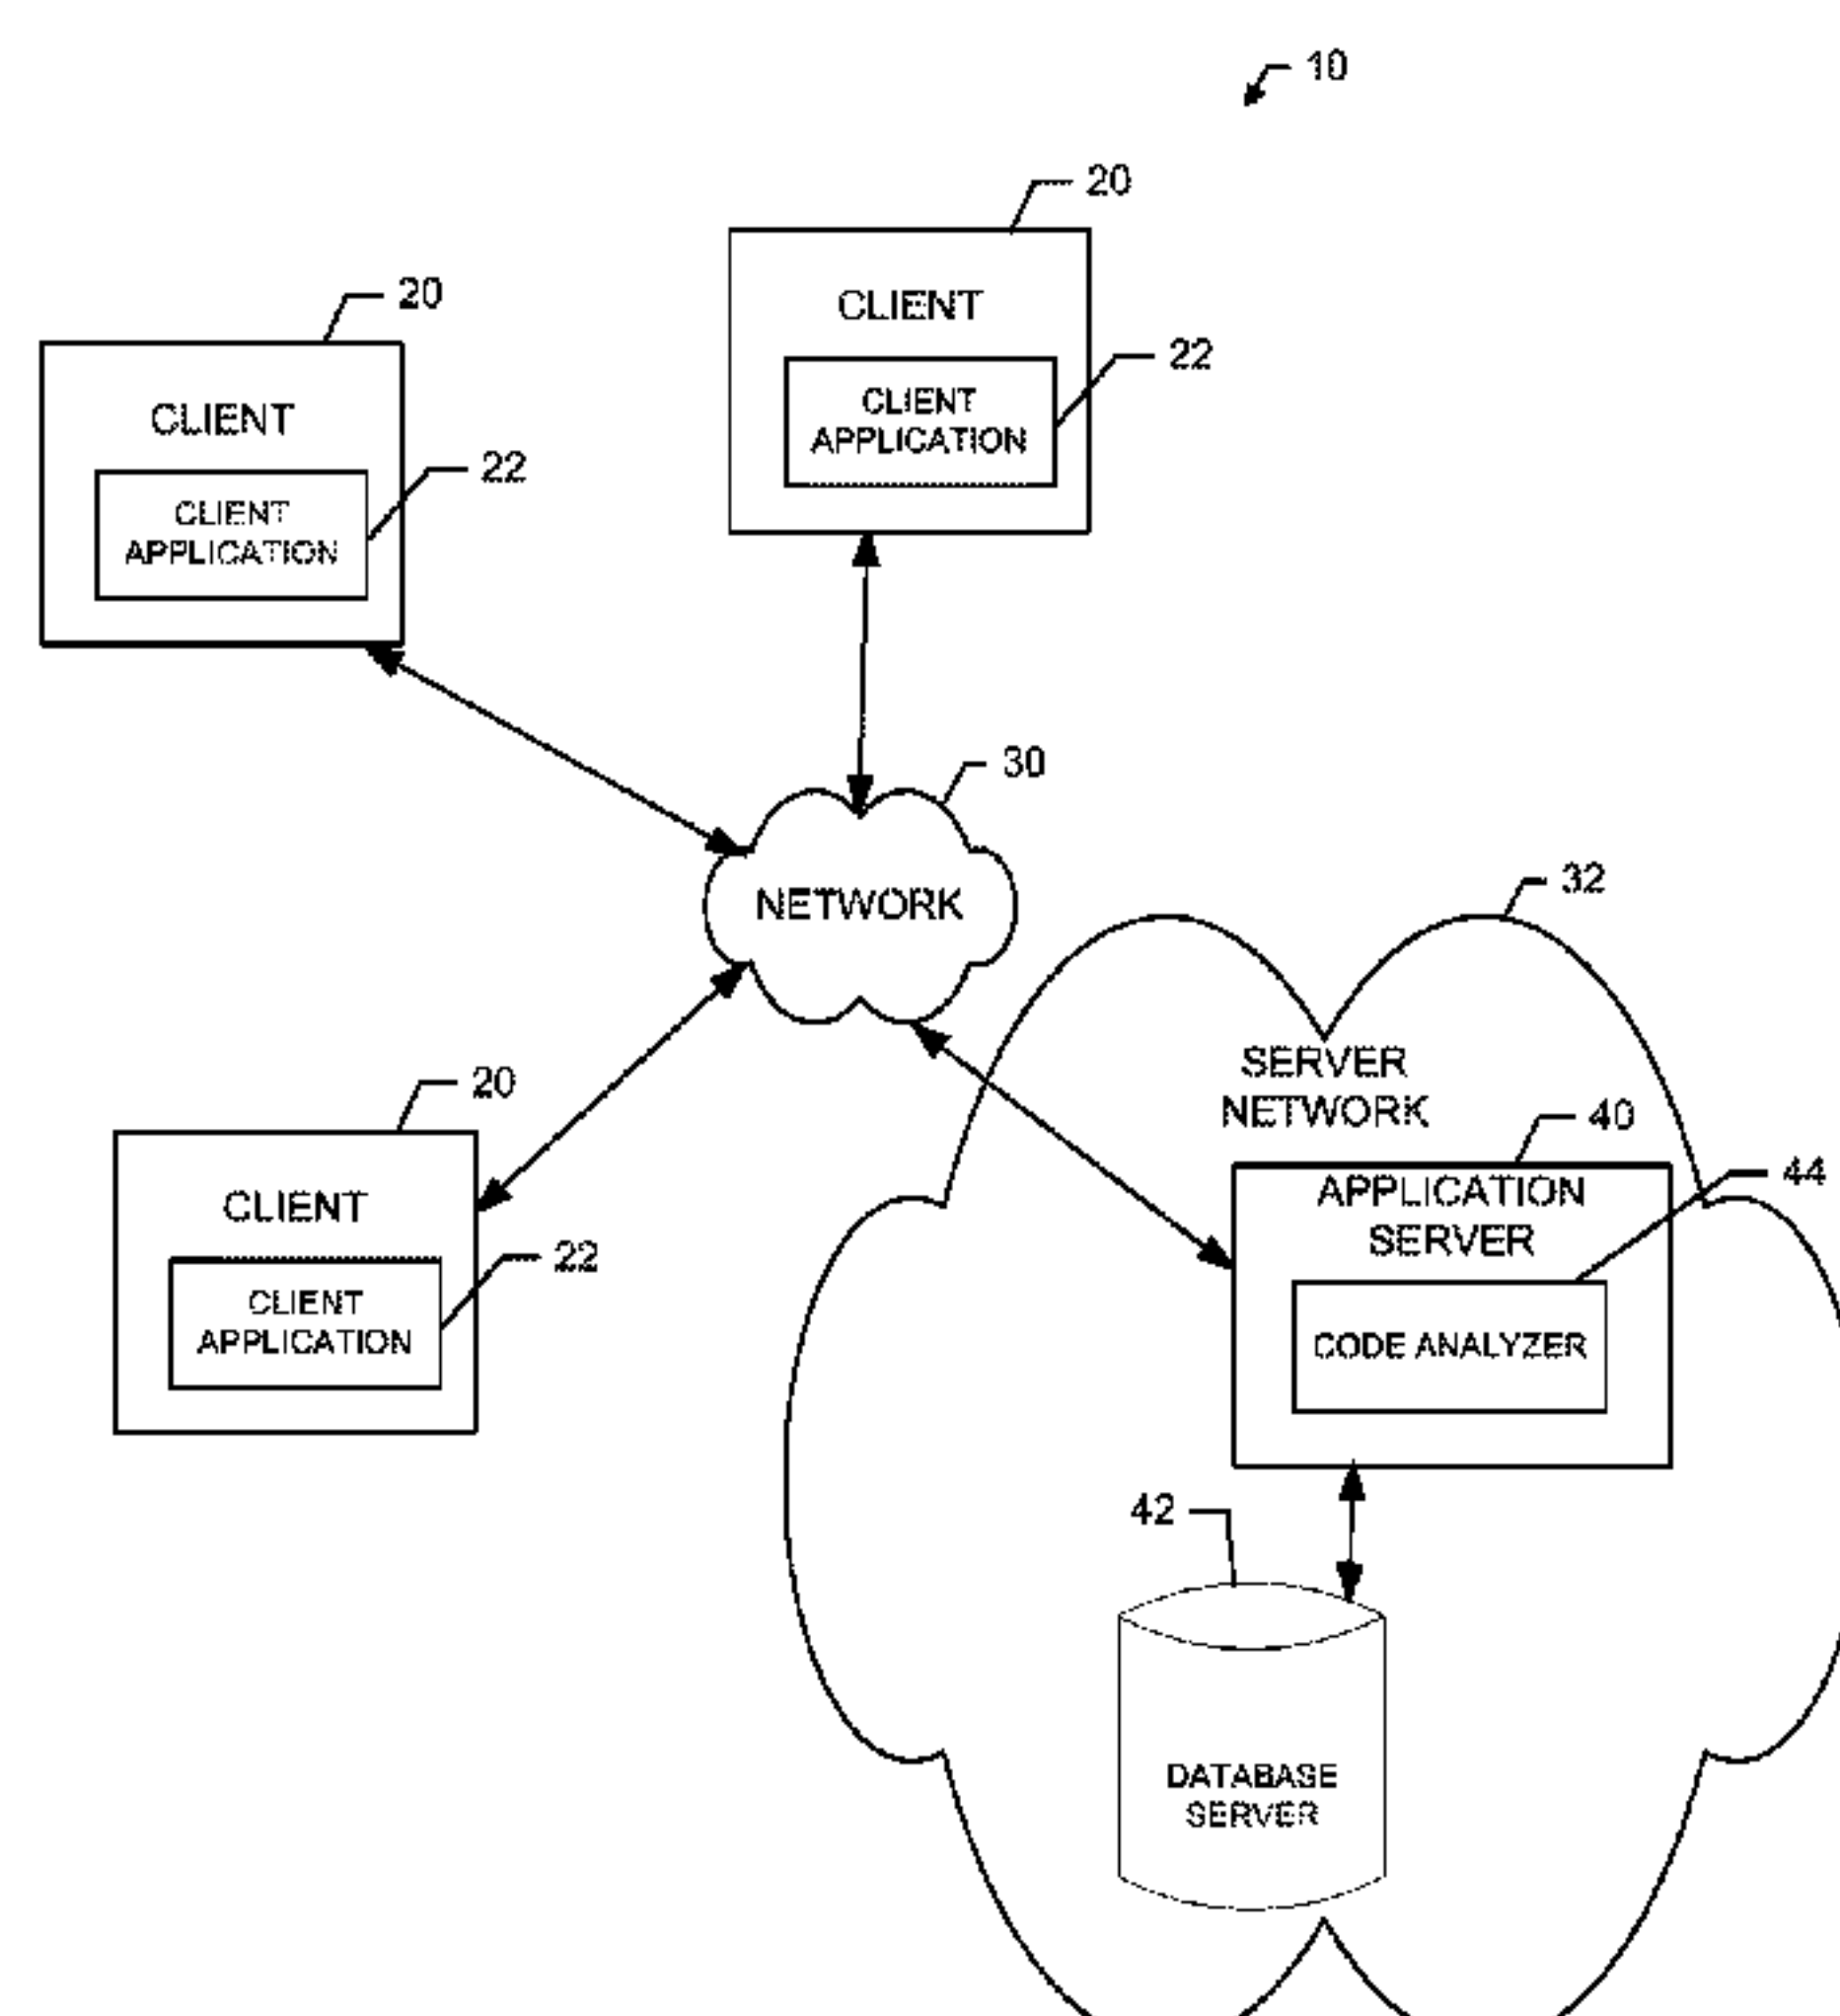 10
20
CLIENT
22
CLIENT
APPLICATION
20
CLIENT
22
CLIENT
APPLICATION
30
NETWORK
32
SERVER
NETWORK
20
CLIENT
22
CLIENT
APPLICATION
40
APPLICATION
SERVER
44
CODE ANALYZER
42
DATABASE
SERVER